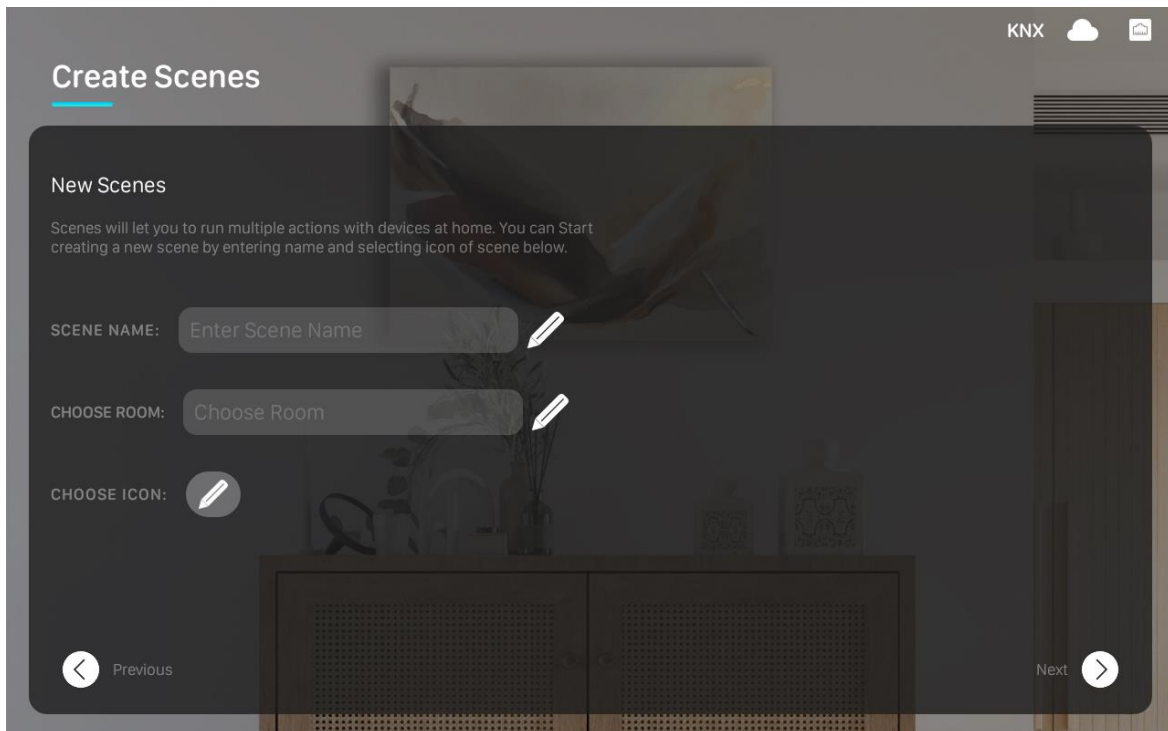 KNX
Create Scenes
New Scenes
Scenes will let you to run multiple actions with devices at home. You can Start
creating a new scene by entering name and selecting icon of scene below.
SCENE NAME: Enter Scene Name
CHOOSE ROOM: Choose Room
CHOOSE ICON:
Previous Next